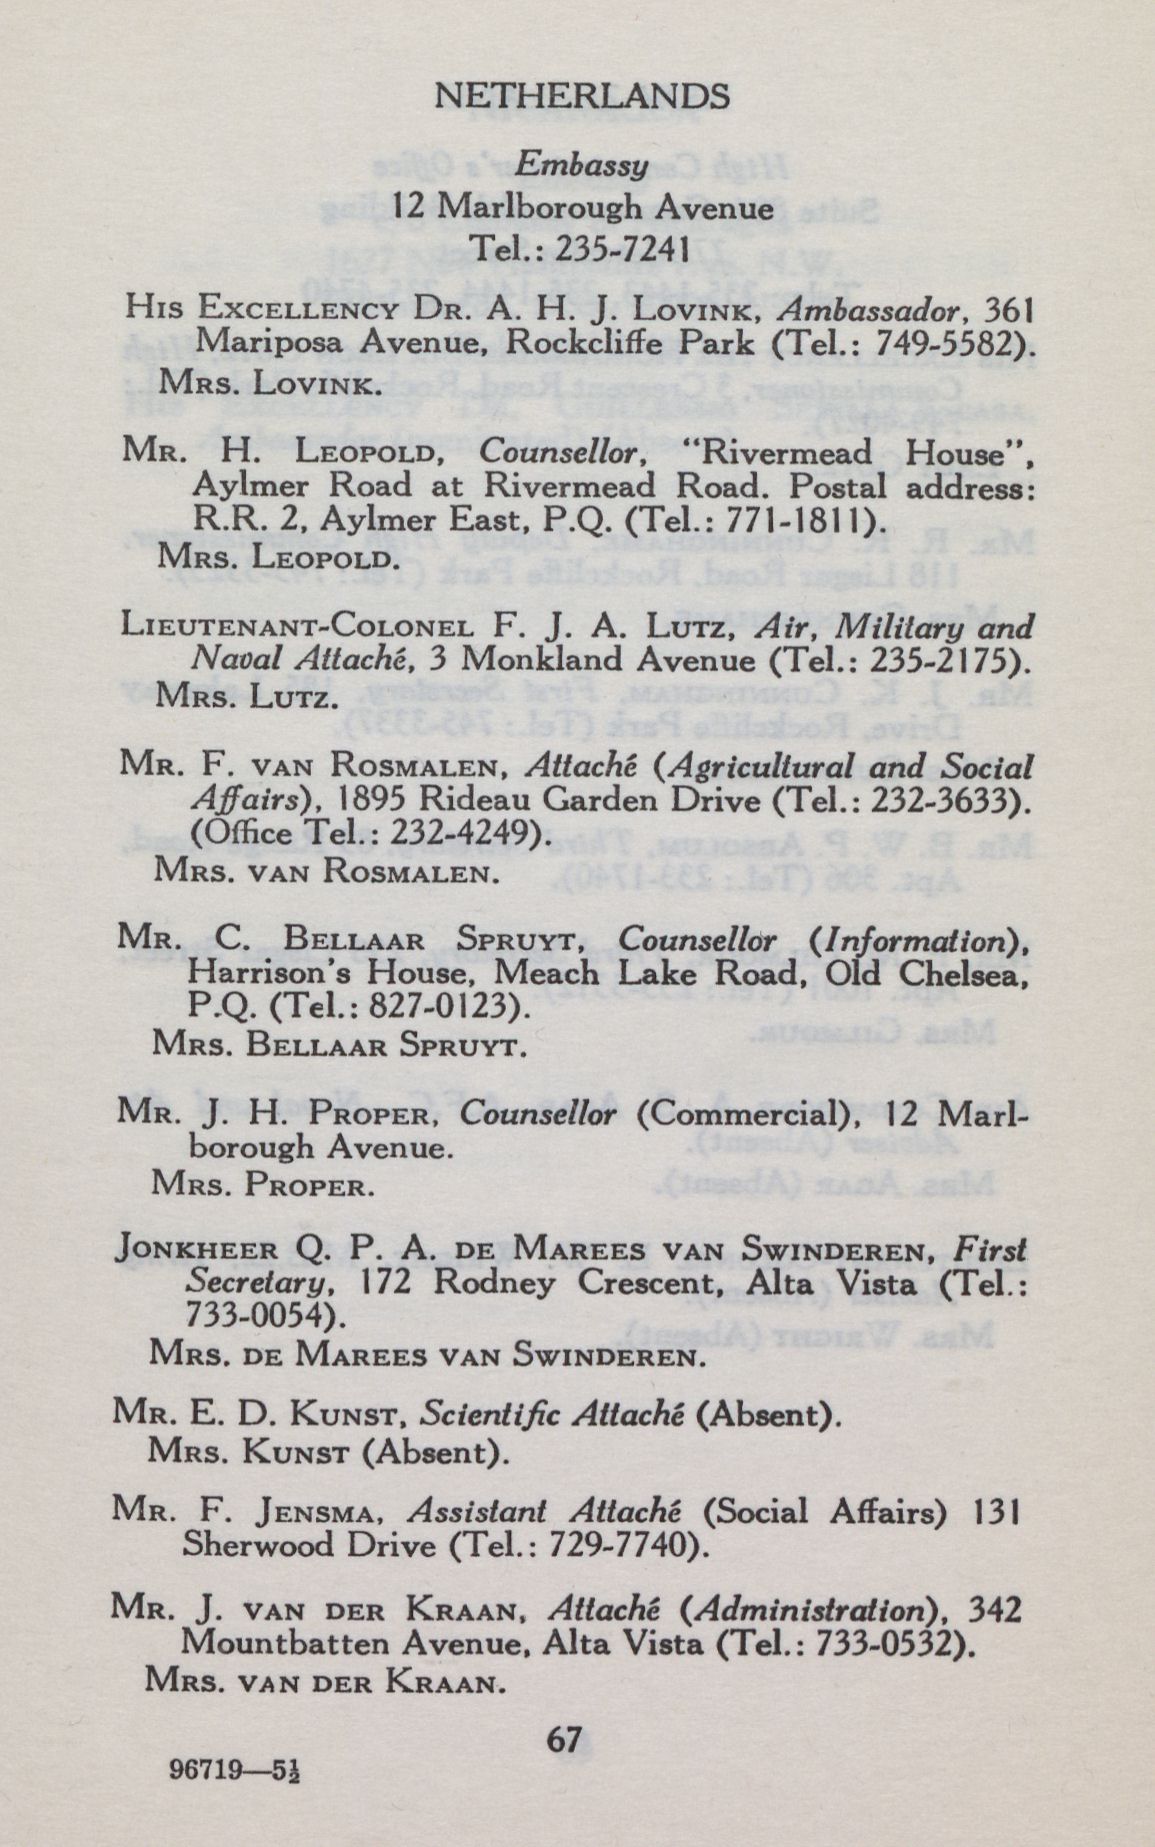 NETHERLANDS
Embassy
12 Marlborough Avenue
Tel.: 235-7241
HIS EXCELLENCY DR. A. H. J. LOVINK, Ambassador, 361
Mariposa Avenue, Rockcliffe Park (Tel.: 749-5582).
MRS. LOVINK.
MR. H. LEOPOLD, Counsellor, "Rivermead House",
Aylmer Road at Rivermead Road. Postal address:
R.R. 2, Aylmer East, P.Q. (Tel.: 771-1811).
MRS. LEOPOLD.
LIEUTENANT-COLONEL F. J. A. LUTZ, Air, Military and
Naval Attaché, 3 Monkland Avenue (Tel.: 235-2175).
MRS. LUTZ.
MR. F. VAN ROSMALEN, Attaché (Agricultural and Social
Affairs), 1895 Rideau Garden Drive (Tel.: 232-3633).
(Office Tel.: 232-4249).
MRS. VAN ROSMALEN.
MR. C. BELLAAR SPRUYT, Counsellor (Information),
Harrison's House, Meach Lake Road, Old Chelsea,
P.Q. (Tel.: 827-0123).
MRS. BELLAAR SPRUYT.
MR. J. H. PROPER, Counsellor (Commercial), 12 Marl-
borough Avenue.
MRS. PROPER.
JONKHEER Q. P. A. DE MAREES VAN SWINDEREN, First
Secretary, 172 Rodney Crescent, Alta Vista (Tel.:
733-0054).
MRS. DE MAREES VAN SWINDEREN.
MR. E. D. KUNST, Scientific Attaché (Absent).
MRS. KUNST (Absent).
MR. F. JENSMA, Assistant Attaché (Social Affairs) 131
Sherwood Drive (Tel.: 729-7740).
MR. J. VAN DER KRAAN, Attaché (Administration), 342
Mountbatten Avenue, Alta Vista (Tel.: 733-0532).
MRS. VAN DER KRAAN.
67
96719—5½